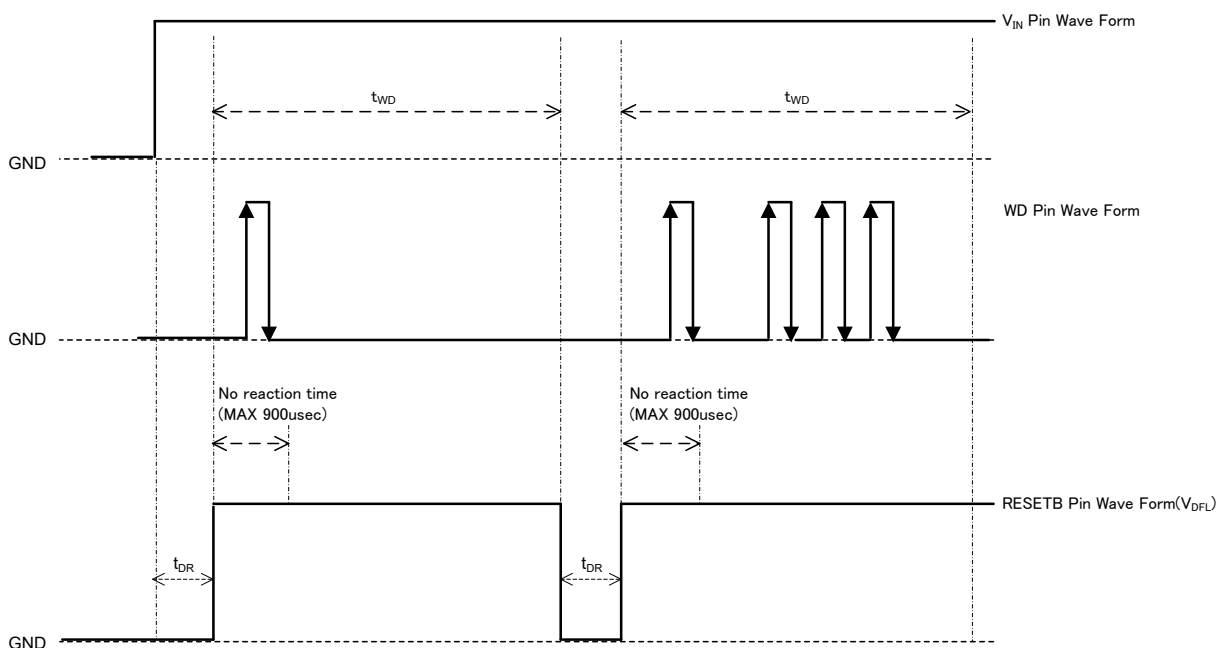 V_IN Pin Wave Form
t_WD
t_WD
GND
WD Pin Wave Form
GND
No reaction time
(MAX 900usec)
No reaction time
(MAX 900usec)
RESETB Pin Wave Form(V_DFL)
t_DR
t_DR
GND